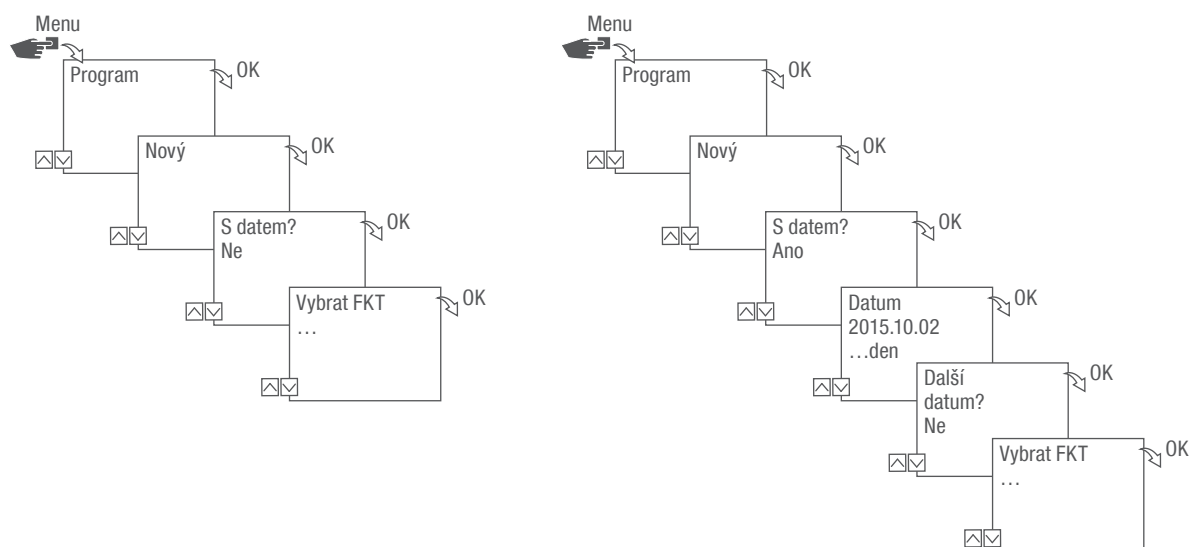 Menu
Program
OK
Nový
OK
S datem?
Ne
OK
Vybrat FKT
...
OK
Menu
Program
OK
Nový
OK
S datem?
Ano
OK
Datum
2015.10.02
...den
OK
Další
datum?
Ne
OK
Vybrat FKT
...
OK